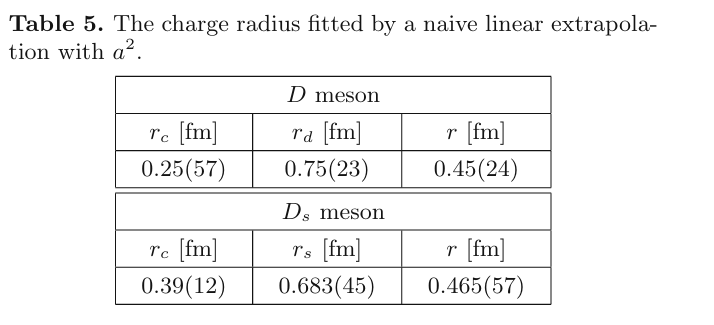 Table 5. The charge radius fitted by a naive linear extrapola-
tion with a².
D meson
r_c [fm] r_d [fm] r [fm]
0.25(57) 0.75(23) 0.45(24)
D_s meson
r_c [fm] r_s [fm] r [fm]
0.39(12) 0.683(45) 0.465(57)